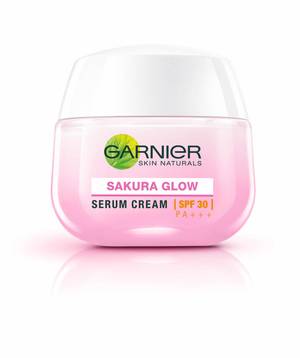 GARNIER
SKIN NATURALS
SAKURA GLOW
SERUM CREAM | SPF 30 |
PA+++